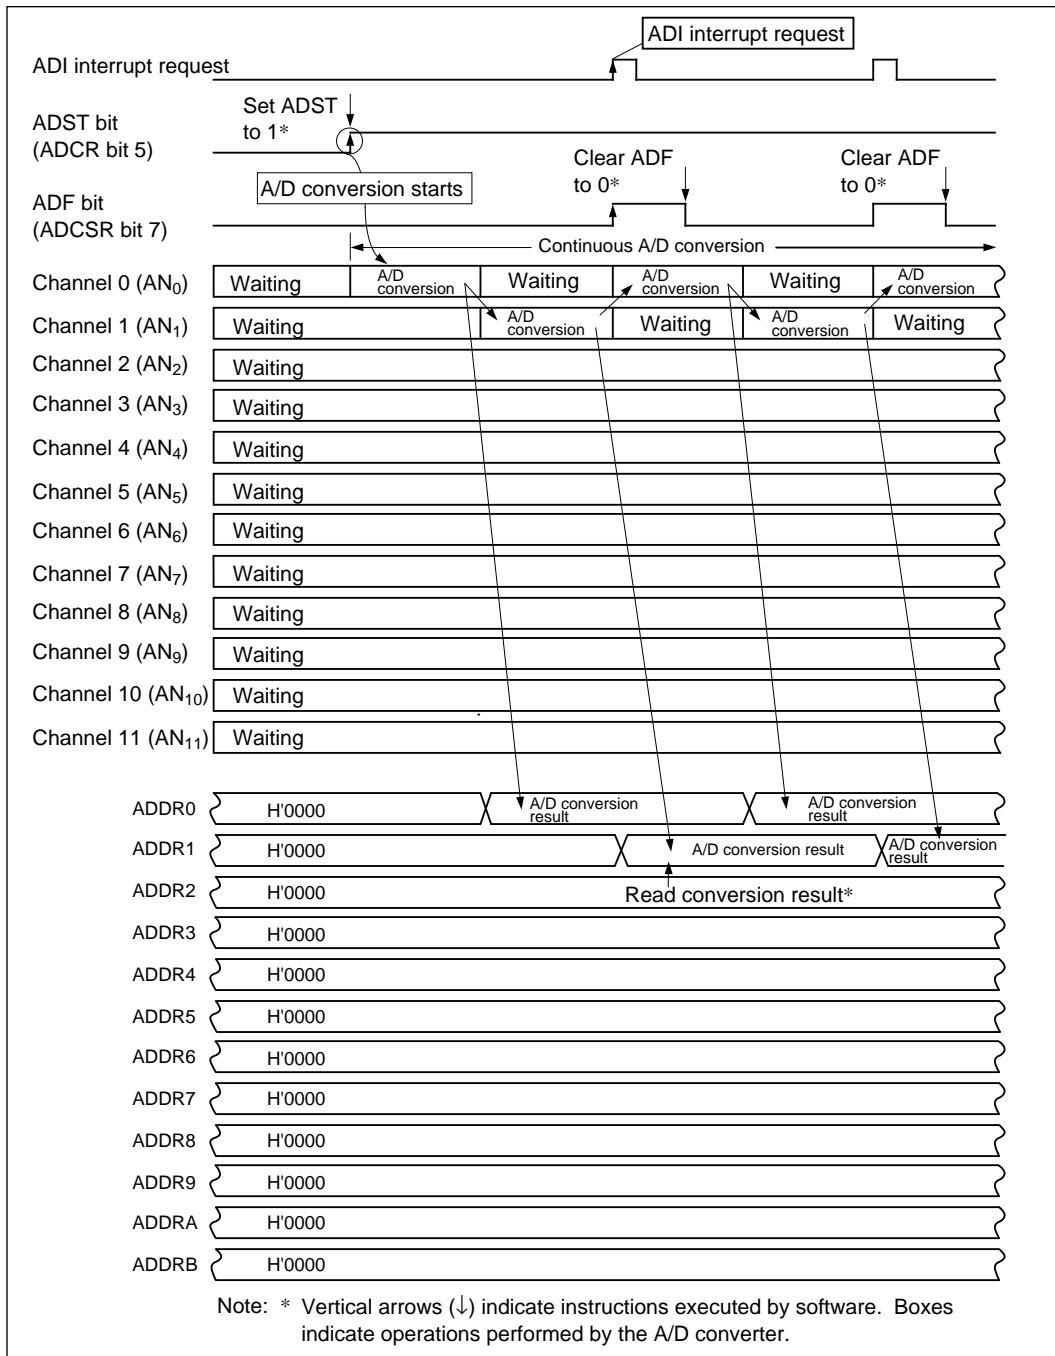 ADI interrupt request
ADI interrupt request
Set ADST
to 1*
ADST bit
(ADCR bit 5)
A/D conversion starts
Clear ADF
to 0*
Clear ADF
to 0*
ADF bit
(ADCSR bit 7)
Continuous A/D conversion
Channel 0 (AN0) Waiting A/D conversion Waiting A/D conversion Waiting A/D conversion
Channel 1 (AN1) Waiting A/D conversion Waiting A/D conversion Waiting
Channel 2 (AN2) Waiting
Channel 3 (AN3) Waiting
Channel 4 (AN4) Waiting
Channel 5 (AN5) Waiting
Channel 6 (AN6) Waiting
Channel 7 (AN7) Waiting
Channel 8 (AN8) Waiting
Channel 9 (AN9) Waiting
Channel 10 (AN10) Waiting
Channel 11 (AN11) Waiting
ADDR0 H'0000 A/D conversion result A/D conversion result
ADDR1 H'0000 A/D conversion result A/D conversion result
ADDR2 H'0000 Read conversion result*
ADDR3 H'0000
ADDR4 H'0000
ADDR5 H'0000
ADDR6 H'0000
ADDR7 H'0000
ADDR8 H'0000
ADDR9 H'0000
ADDRA H'0000
ADDRB H'0000
Note: * Vertical arrows (↓) indicate instructions executed by software. Boxes
indicate operations performed by the A/D converter.